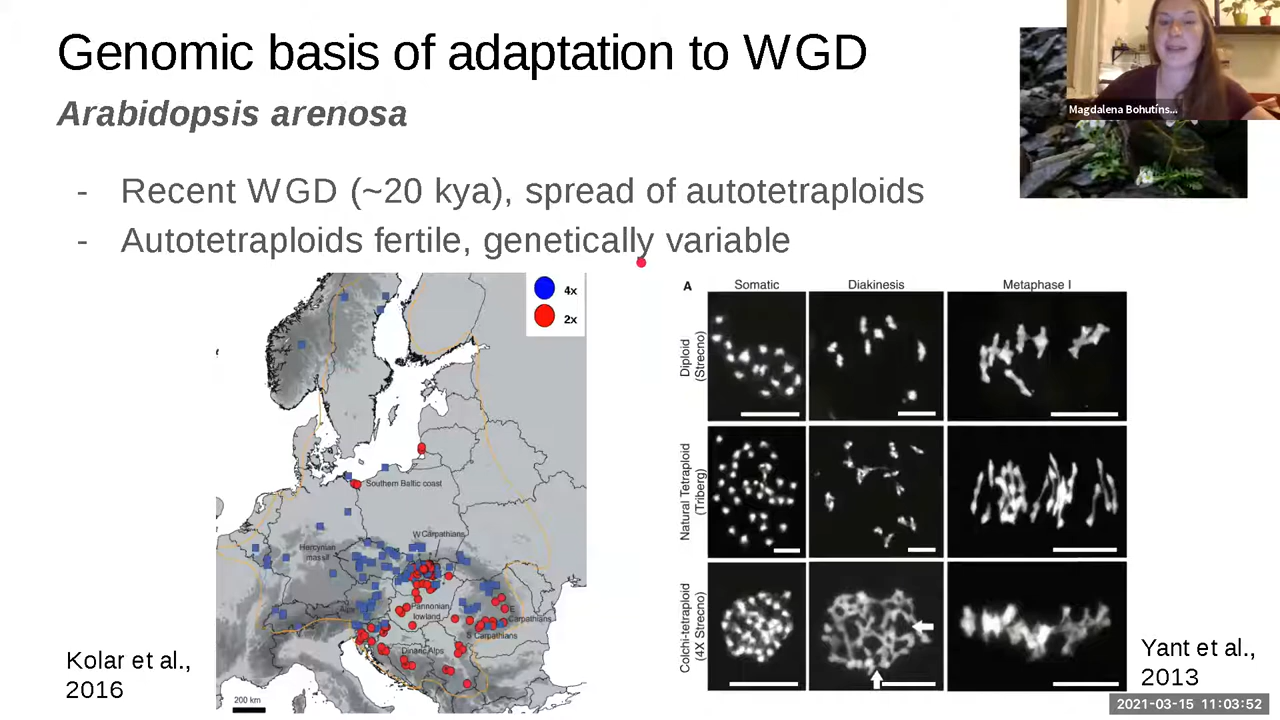 Genomic basis of adaptation to WGD
Arabidopsis arenosa
Magdalena Bohutíns...
- Recent WGD (~20 kya), spread of autotetraploids
- Autotetraploids fertile, genetically variable
4x
2x
Southern Baltic coast
W Carpathians
Hercynian
massif
Alps
Pannonian
lowland
E
Carpathians
S Carpathians
Dinaric Alps
200 km
Kolar et al.,
2016
A
Somatic
Diakinesis
Metaphase I
Diploid
(Strecno)
Natural Tetraploid
(Triberg)
Colchi-tetraploid
(4X Strecno)
Yant et al.,
2013
2021-03-15 11:03:52